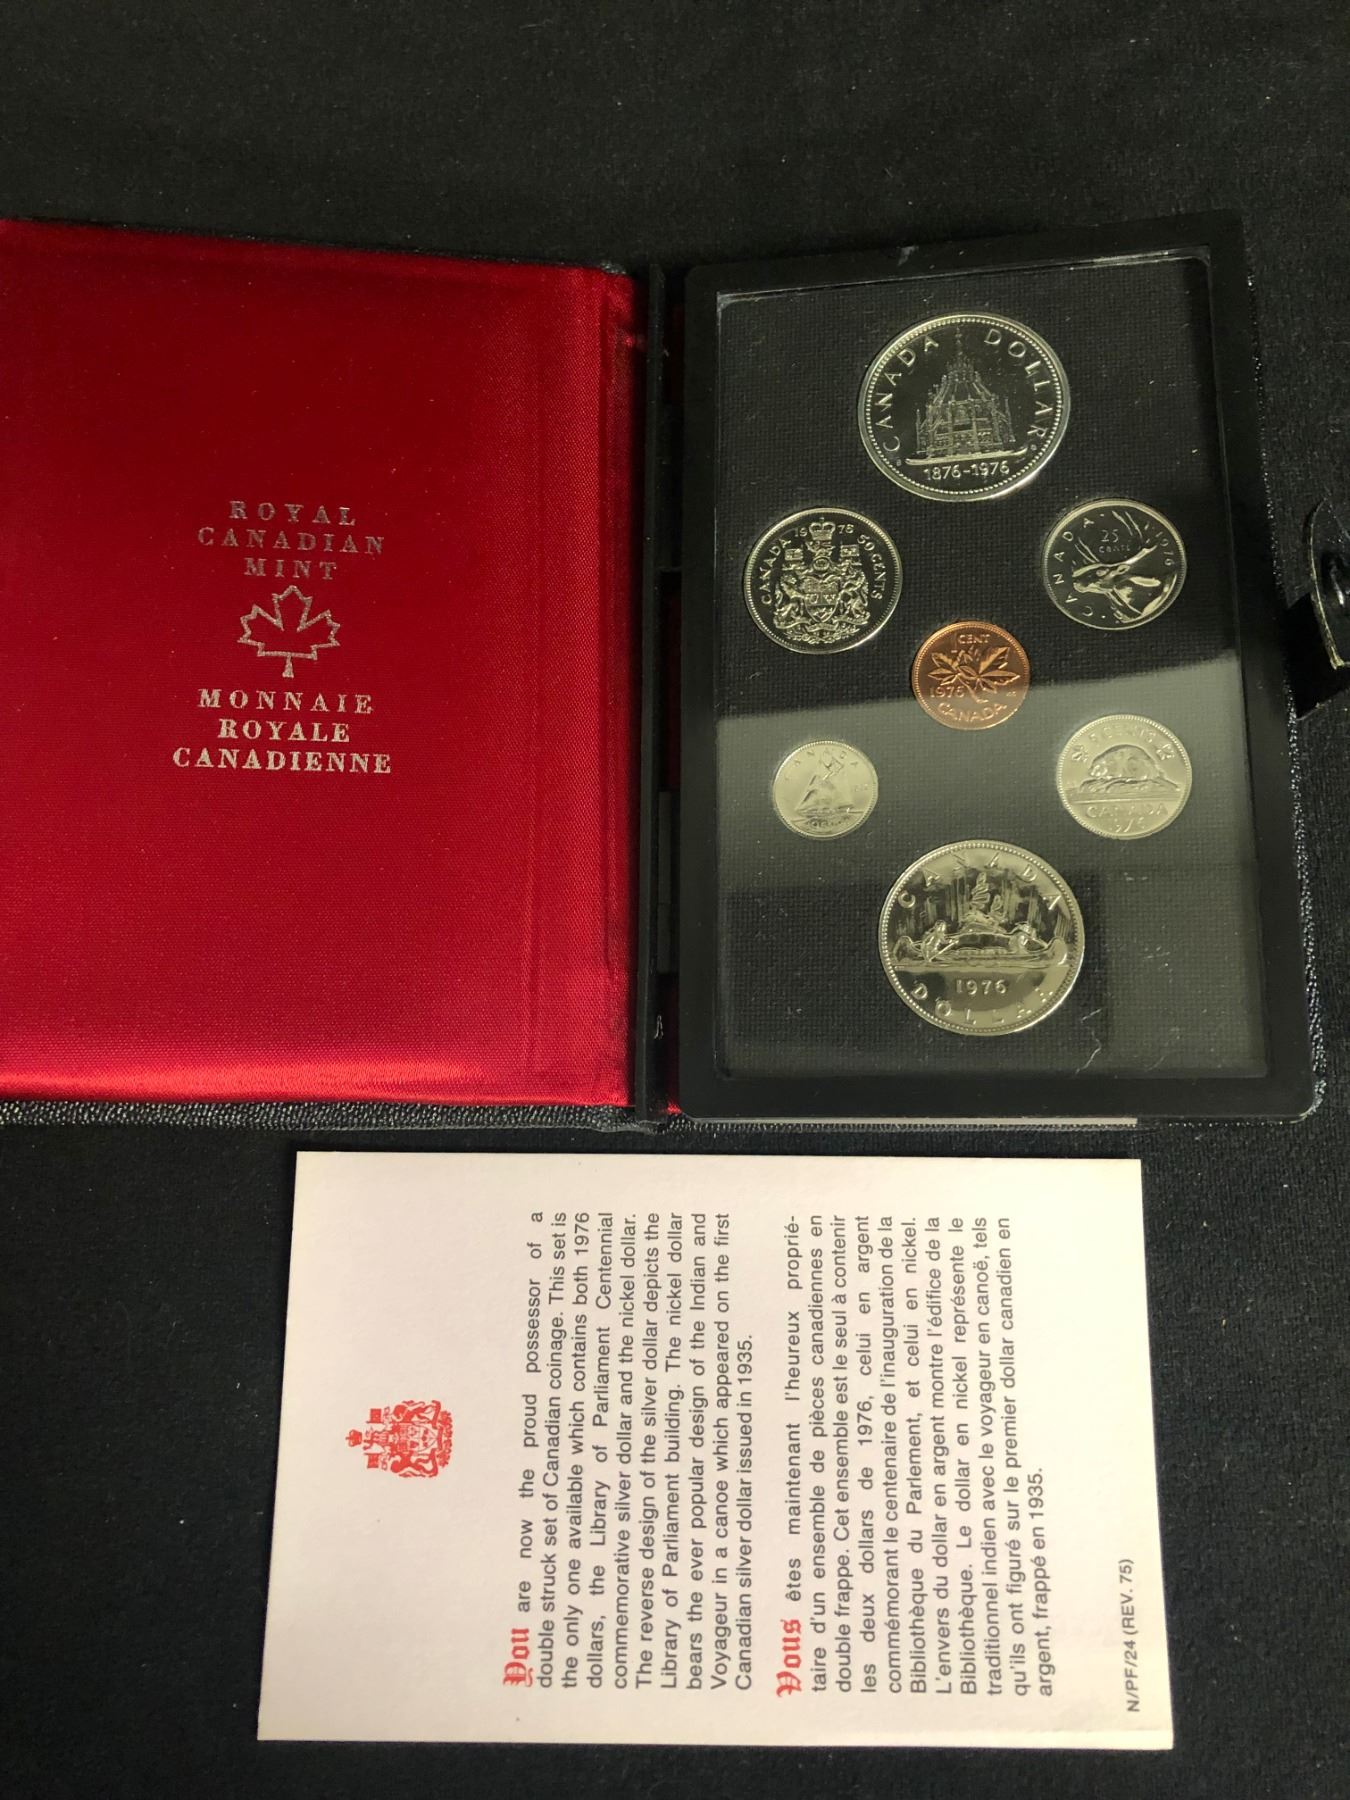 ROYAL
CANADIAN
MINT
MONNAIE
ROYALE
CANADIENNE
CANADA DOLLAR
1876-1976
CANADA 1976 50 CENTS
25
CENTS
CANADA 1976
1 CENT
1976
CANADA
CANADA
5 CENTS
CANADA
1976
CANADA
1976
DOLLAR
You are now the proud possessor of a
double struck set of Canadian coinage. This set is
the only one available which contains both 1976
dollars, the Library of Parliament Centennial
commemorative silver dollar and the nickel dollar.
The reverse design of the silver dollar depicts the
Library of Parliament building. The nickel dollar
bears the ever popular design of the Indian and
Voyageur in a canoe which appeared on the first
Canadian silver dollar issued in 1935.
Vous êtes maintenant l'heureux proprié-
taire d'un ensemble de pièces canadiennes en
double frappe. Cet ensemble est le seul à contenir
les deux dollars de 1976, celui en argent
commémorant le centenaire de l'inauguration de la
Bibliothèque du Parlement, et celui en nickel.
L'envers du dollar en argent montre l'édifice de la
Bibliothèque. Le dollar en nickel représente le
traditionnel indien avec le voyageur en canoë, tels
qu'ils ont figuré sur le premier dollar canadien en
argent, frappé en 1935.
N/PF/24 (REV. 75)